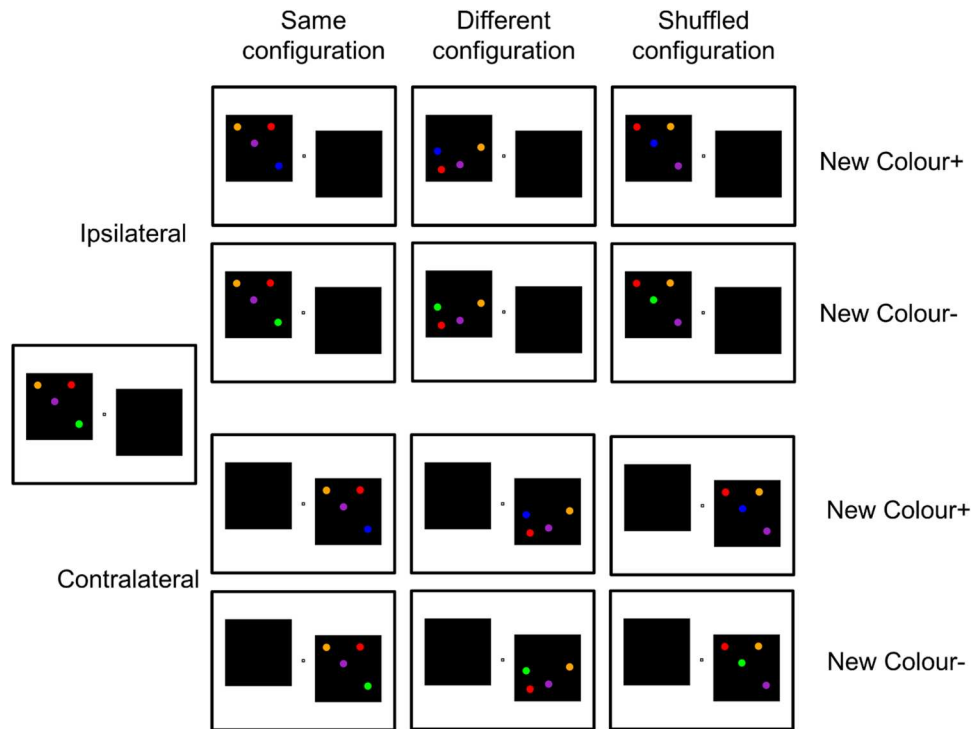 Same configuration
Different configuration
Shuffled configuration
New Colour+
Ipsilateral
New Colour-
New Colour+
Contralateral
New Colour-